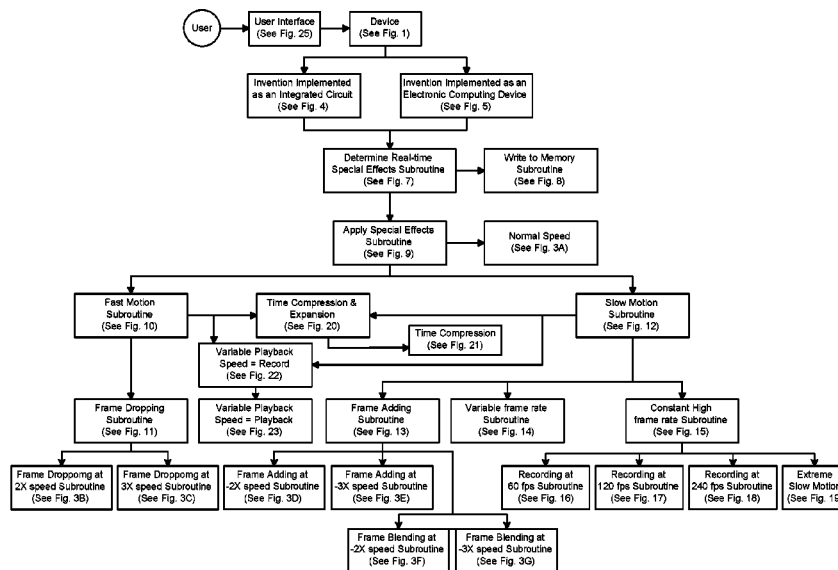 User
User Interface
(See Fig. 25)
Device
(See Fig. 1)
Invention Implemented
as an Integrated Circuit
(See Fig. 4)
Invention Implemented as an
Electronic Computing Device
(See Fig. 5)
Determine Real-time
Special Effects Subroutine
(See Fig. 7)
Write to Memory
Subroutine
(See Fig. 8)
Apply Special Effects
Subroutine
(See Fig. 9)
Normal Speed
(See Fig. 3A)
Fast Motion
Subroutine
(See Fig. 10)
Time Compression &
Expansion
(See Fig. 20)
Slow Motion
Subroutine
(See Fig. 12)
Time Compression
(See Fig. 21)
Variable Playback
Speed = Record
(See Fig. 22)
Frame Dropping
Subroutine
(See Fig. 11)
Variable Playback
Speed = Playback
(See Fig. 23)
Frame Adding
Subroutine
(See Fig. 13)
Variable frame rate
Subroutine
(See Fig. 14)
Constant High
frame rate Subroutine
(See Fig. 15)
Frame Droppomg at
2X speed Subroutine
(See Fig. 3B)
Frame Droppomg at
3X speed Subroutine
(See Fig. 3C)
Frame Adding at
-2X speed Subroutine
(See Fig. 3D)
Frame Adding at
-3X speed Subroutine
(See Fig. 3E)
Recording at
60 fps Subroutine
(See Fig. 16)
Recording at
120 fps Subroutine
(See Fig. 17)
Recording at
240 fps Subroutine
(See Fig. 18)
Extreme
Slow Motion
(See Fig. 19)
Frame Blending at
-2X speed Subroutine
(See Fig. 3F)
Frame Blending at
-3X speed Subroutine
(See Fig. 3G)